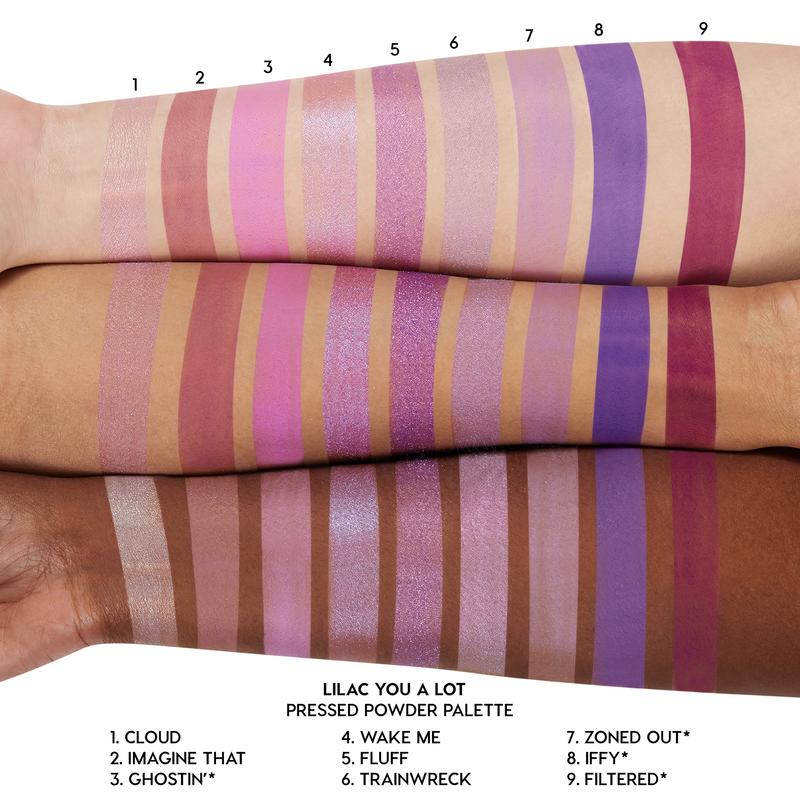 1 2 3 4 5 6 7 8 9
LILAC YOU A LOT
PRESSED POWDER PALETTE
1. CLOUD
2. IMAGINE THAT
3. GHOSTIN'*
4. WAKE ME
5. FLUFF
6. TRAINWRECK
7. ZONED OUT*
8. IFFY*
9. FILTERED*